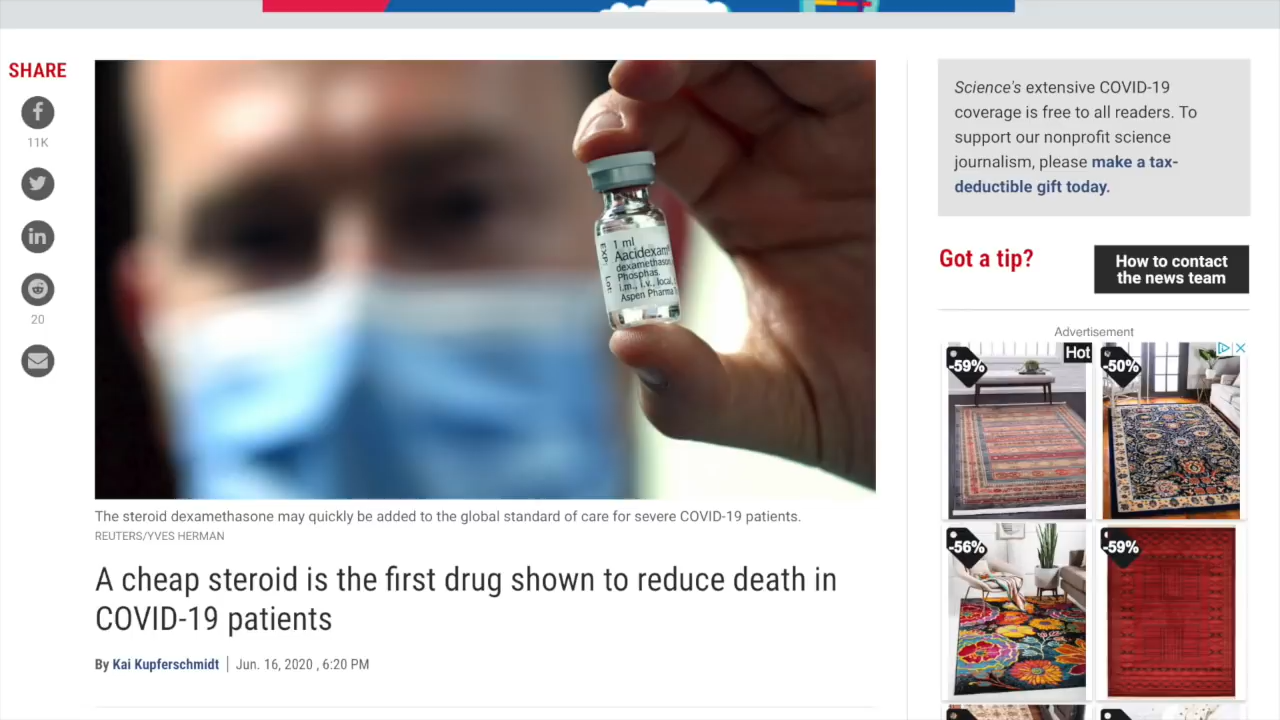 SHARE
11K
20
1 ml
Aacidexam
dexamethason
Phosphas.
i.m., i.v., local,
Aspen Pharma
EXP:
Lot:
The steroid dexamethasone may quickly be added to the global standard of care for severe COVID-19 patients.
REUTERS/YVES HERMAN
A cheap steroid is the first drug shown to reduce death in
COVID-19 patients
By Kai Kupferschmidt | Jun. 16, 2020 , 6:20 PM
Science's extensive COVID-19
coverage is free to all readers. To
support our nonprofit science
journalism, please make a tax-
deductible gift today.
Got a tip?
How to contact
the news team
Advertisement
-59%
Hot
-50%
-56%
-59%